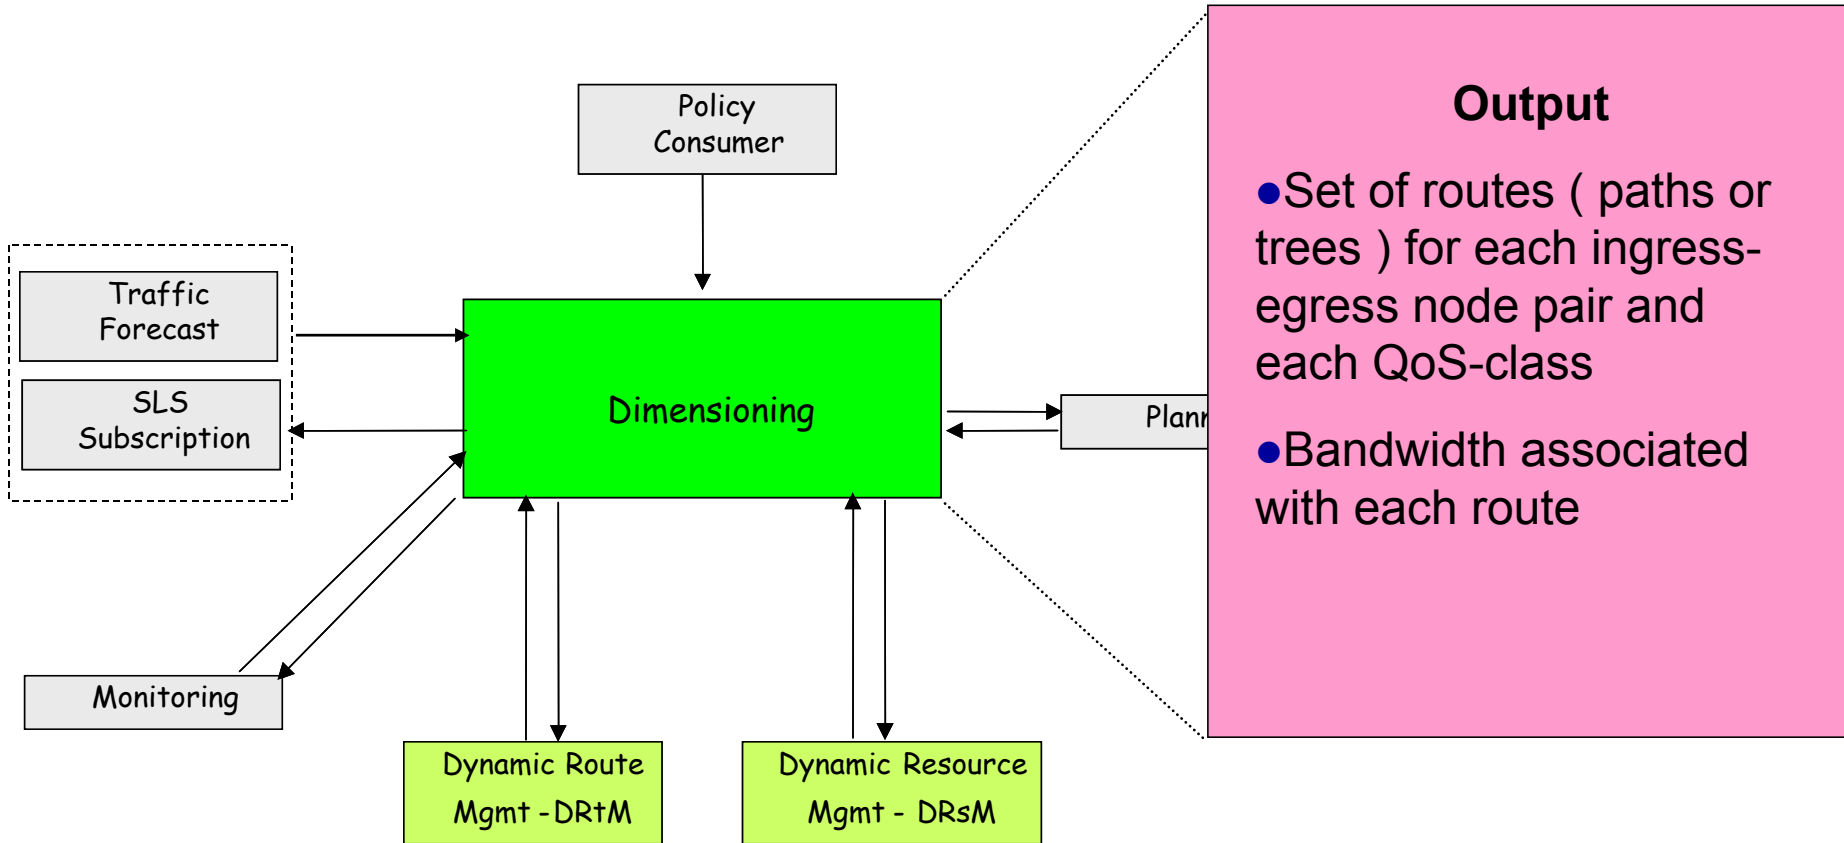 Policy
Consumer
Traffic
Forecast
SLS
Subscription
Dimensioning
Monitoring
Dynamic Route
Mgmt - DRtM
Dynamic Resource
Mgmt - DRsM
Output
●Set of routes ( paths or
trees ) for each ingress-
egress node pair and
each QoS-class
●Bandwidth associated
with each route